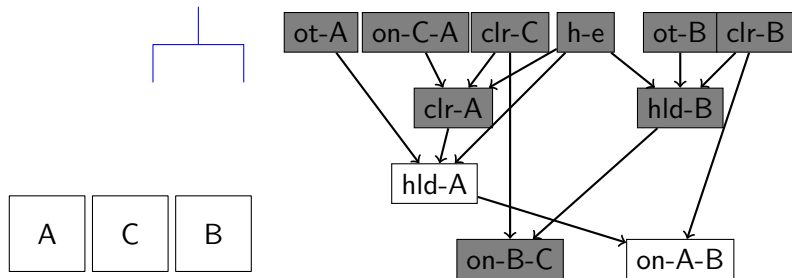 ot-A on-C-A clr-C h-e ot-B clr-B
clr-A hld-B
hld-A
A C B
on-B-C on-A-B